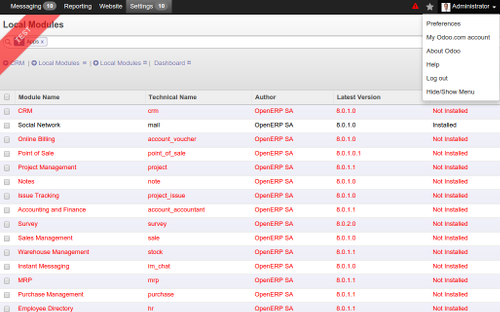 Messaging 10 Reporting Website Settings 10 Administrator
Local Modules
TEST
Apps x
CRM | Local Modules | Local Modules | Dashboard
Preferences
My Odoo.com account
About Odoo
Help
Log out
Hide/Show Menu
Module Name Technical Name Author Latest Version
CRM crm OpenERP SA 8.0.1.0 Not Installed
Social Network mail OpenERP SA 8.0.1.0 Installed
Online Billing account_voucher OpenERP SA 8.0.1.1 Not Installed
Point of Sale point_of_sale OpenERP SA 8.0.1.0.1 Not Installed
Project Management project OpenERP SA 8.0.1.1 Not Installed
Notes note OpenERP SA 8.0.1.0 Not Installed
Issue Tracking project_issue OpenERP SA 8.0.1.0 Not Installed
Accounting and Finance account_accountant OpenERP SA 8.0.1.1 Not Installed
Survey survey OpenERP SA 8.0.2.0 Not Installed
Sales Management sale OpenERP SA 8.0.1.0 Not Installed
Warehouse Management stock OpenERP SA 8.0.1.1 Not Installed
Instant Messaging im_chat OpenERP SA 8.0.1.0 Not Installed
MRP mrp OpenERP SA 8.0.1.1 Not Installed
Purchase Management purchase OpenERP SA 8.0.1.1 Not Installed
Employee Directory hr OpenERP SA 8.0.1.1 Not Installed